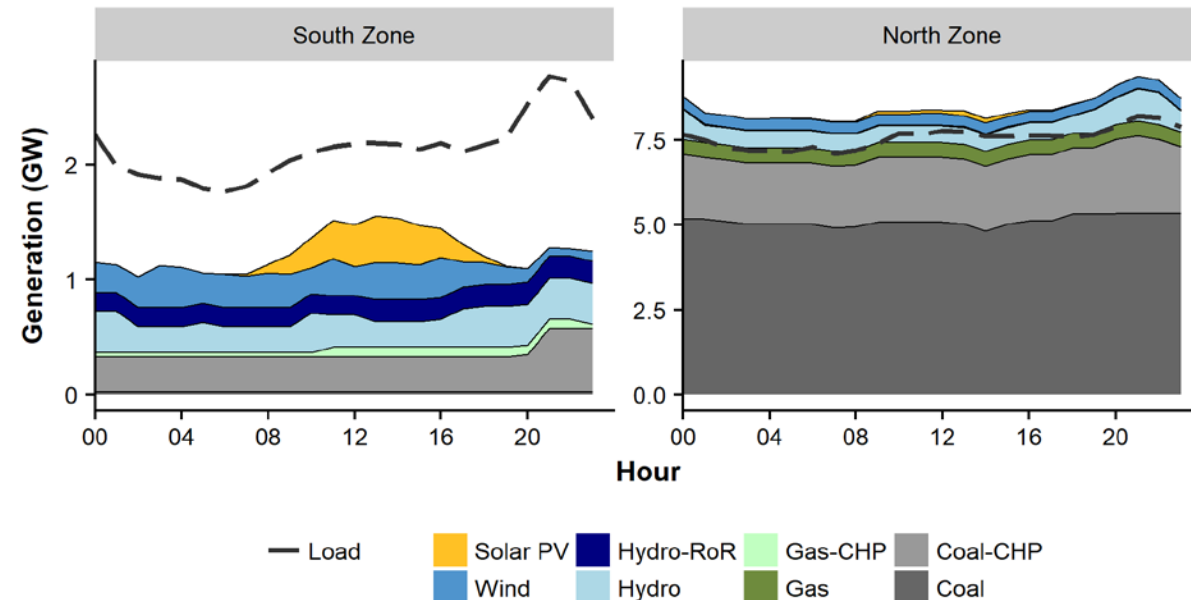 South Zone
North Zone
Generation (GW)
2
1
0
00 04 08 12 16 20
7.5
5.0
2.5
0.0
00 04 08 12 16 20
Hour
Load
Solar PV Hydro-RoR Gas-CHP Coal-CHP
Wind Hydro Gas Coal